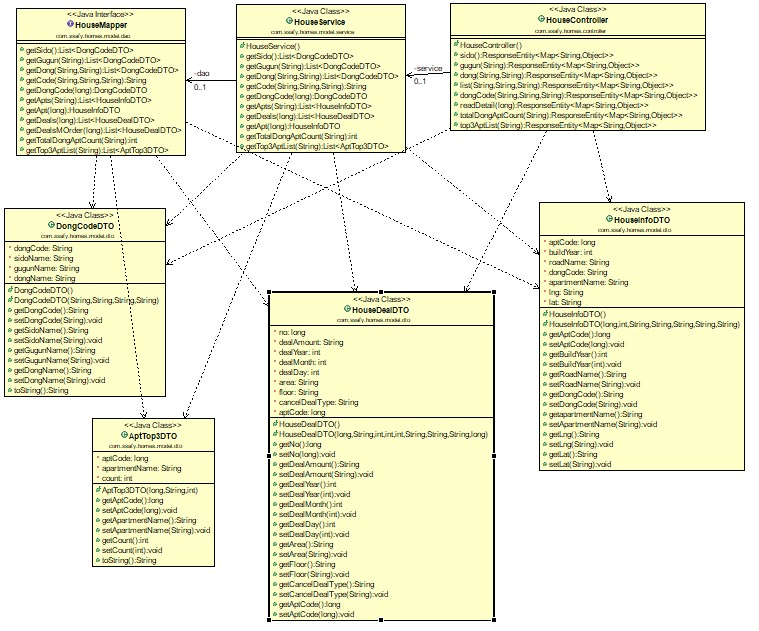 <<Java Interface>>
HouseMapper
com.ssafy.homes.model.dao
getSido():List<DongCodeDTO>
getGugun(String):List<DongCodeDTO>
getDong(String,String):List<DongCodeDTO>
getCode(String,String,String):String
getDongCode(long):DongCodeDTO
getApts(String):List<HouseInfoDTO>
getApt(long):HouseInfoDTO
getDeals(long):List<HouseDealDTO>
getDealsMOrder(long):List<HouseDealDTO>
getTotalDongAptCount(String):int
getTop3AptList(String):List<AptTop3DTO>
-dao
0..1
<<Java Class>>
HouseService
com.ssafy.homes.model.service
HouseService()
getSido():List<DongCodeDTO>
getGugun(String):List<DongCodeDTO>
getDong(String,String):List<DongCodeDTO>
getCode(String,String,String):String
getDongCode(long):DongCodeDTO
getApts(String):List<HouseInfoDTO>
getDeals(long):List<HouseDealDTO>
getApt(long):HouseInfoDTO
getTotalDongAptCount(String):int
getTop3AptList(String):List<AptTop3DTO>
-service
0..1
<<Java Class>>
HouseController
com.ssafy.homes.controller
HouseController()
sido():ResponseEntity<Map<String,Object>>
gugun(String):ResponseEntity<Map<String,Object>>
dong(String,String):ResponseEntity<Map<String,Object>>
list(String,String,String):ResponseEntity<Map<String,Object>>
dongCode(String,String,String):ResponseEntity<Map<String,Object>>
readDetail(long):ResponseEntity<Map<String,Object>>
totalDongAptCount(String):ResponseEntity<Map<String,Object>>
top3AptList(String):ResponseEntity<Map<String,Object>>
<<Java Class>>
DongCodeDTO
com.ssafy.homes.model.dto
dongCode: String
sidoName: String
gugunName: String
dongName: String
DongCodeDTO()
DongCodeDTO(String,String,String,String)
getDongCode():String
setDongCode(String):void
getSidoName():String
setSidoName(String):void
getGugunName():String
setGugunName(String):void
getDongName():String
setDongName(String):void
toString():String
<<Java Class>>
HouseInfoDTO
com.ssafy.homes.model.dto
aptCode: long
buildYear: int
roadName: String
dongCode: String
apartmentName: String
lng: String
lat: String
HouseInfoDTO()
HouseInfoDTO(long,int,String,String,String,String,String)
getAptCode():long
setAptCode(long):void
getBuildYear():int
setBuildYear(int):void
getRoadName():String
setRoadName(String):void
getDongCode():String
setDongCode(String):void
getapartmentName():String
setApartmentName(String):void
getLng():String
setLng(String):void
getLat():String
setLat(String):void
<<Java Class>>
HouseDealDTO
com.ssafy.homes.model.dto
no: long
dealAmount: String
dealYear: int
dealMonth: int
dealDay: int
area: String
floor: String
cancelDealType: String
aptCode: long
HouseDealDTO()
HouseDealDTO(long,String,int,int,int,String,String,String,long)
getNo():long
setNo(long):void
getDealAmount():String
setDealAmount(String):void
getDealYear():int
setDealYear(int):void
getDealMonth():int
setDealMonth(int):void
getDealDay():int
setDealDay(int):void
getArea():String
setArea(String):void
getFloor():String
setFloor(String):void
getCancelDealType():String
setCancelDealType(String):void
getAptCode():long
setAptCode(long):void
<<Java Class>>
AptTop3DTO
com.ssafy.homes.model.dto
aptCode: long
apartmentName: String
count: int
AptTop3DTO(long,String,int)
getAptCode():long
setAptCode(long):void
getApartmentName():String
setApartmentName(String):void
getCount():int
setCount(int):void
toString():String